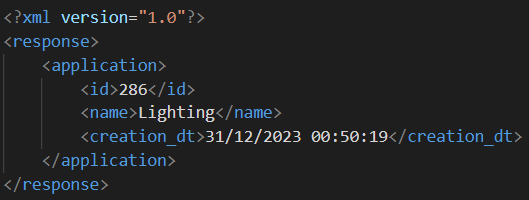 <?xml version="1.0"?>
<response>
    <application>
        <id>286</id>
        <name>Lighting</name>
        <creation_dt>31/12/2023 00:50:19</creation_dt>
    </application>
</response>